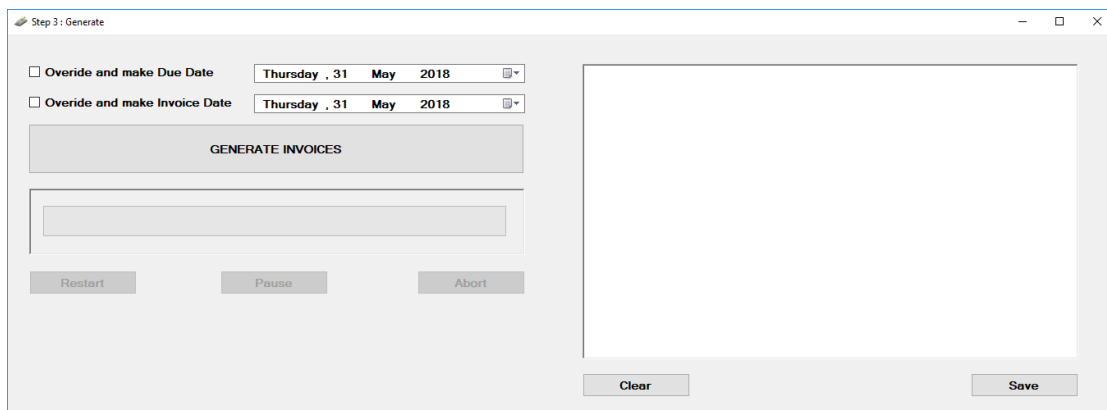 Step 3 : Generate
Overide and make Due Date
Thursday , 31 May 2018
Overide and make Invoice Date
Thursday , 31 May 2018
GENERATE INVOICES
Restart Pause Abort
Clear Save